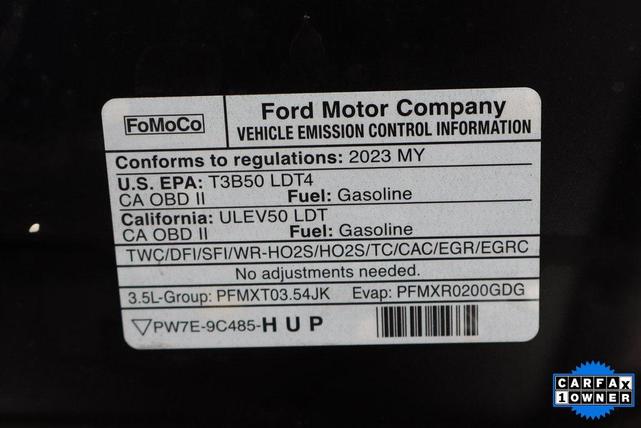 FoMoCo
Ford Motor Company
VEHICLE EMISSION CONTROL INFORMATION
Conforms to regulations: 2023 MY
U.S. EPA: T3B50 LDT4
CA OBD II Fuel: Gasoline
California: ULEV50 LDT
CA OBD II Fuel: Gasoline
TWC/DFI/SFI/WR-HO2S/HO2S/TC/CAC/EGR/EGRC
No adjustments needed.
3.5L-Group: PFMXT03.54JK Evap: PFMXR0200GDG
PW7E-9C485-HUP
CARFAX
1 OWNER